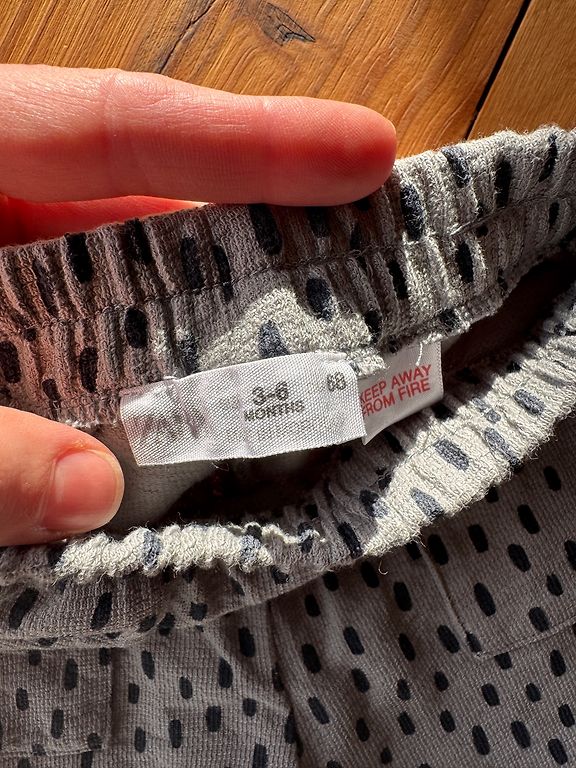 3-6
MONTHS
68
KEEP AWAY
FROM FIRE